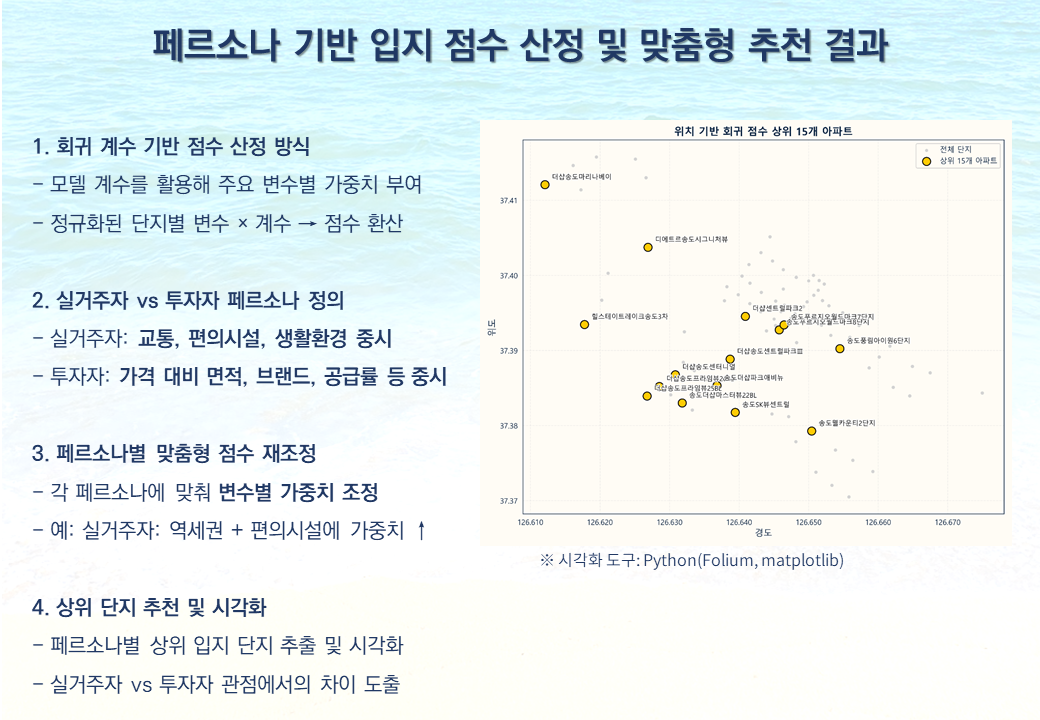 페르소나 기반 입지 점수 산정 및 맞춤형 추천 결과
1. 회귀 계수 기반 점수 산정 방식
- 모델 계수를 활용해 주요 변수별 가중치 부여
- 정규화된 단지별 변수 × 계수 → 점수 환산
2. 실거주자 vs 투자자 페르소나 정의
- 실거주자: 교통, 편의시설, 생활환경 중시
- 투자자: 가격 대비 면적, 브랜드, 공급률 등 중시
3. 페르소나별 맞춤형 점수 재조정
- 각 페르소나에 맞춰 변수별 가중치 조정
- 예: 실거주자: 역세권 + 편의시설에 가중치 ↑
4. 상위 단지 추천 및 시각화
- 페르소나별 상위 입지 단지 추출 및 시각화
- 실거주자 vs 투자자 관점에서의 차이 도출
위치 기반 회귀 점수 상위 15개 아파트
전체 단지
상위 15개 아파트
더샵송도마리나베이
디에트르송도시그니처뷰
힐스테이트레이크송도3차
더샵센트럴파크2
송도푸르지오월드마크7단지
송도푸르지오월드마크8단지
송도풍림아이원6단지
더샵송도센트럴파크Ⅲ
더샵송도센터니얼
더샵송도프라임뷰
송도더샵파크애비뉴
더샵송도프라임뷰25BL
송도더샵마스터뷰22BL
송도SK뷰센트럴
송도웰카운티2단지
위도
37.41
37.40
37.39
37.38
37.37
126.610
126.620
126.630
126.640
126.650
126.660
126.670
경도
※ 시각화 도구: Python(Folium, matplotlib)